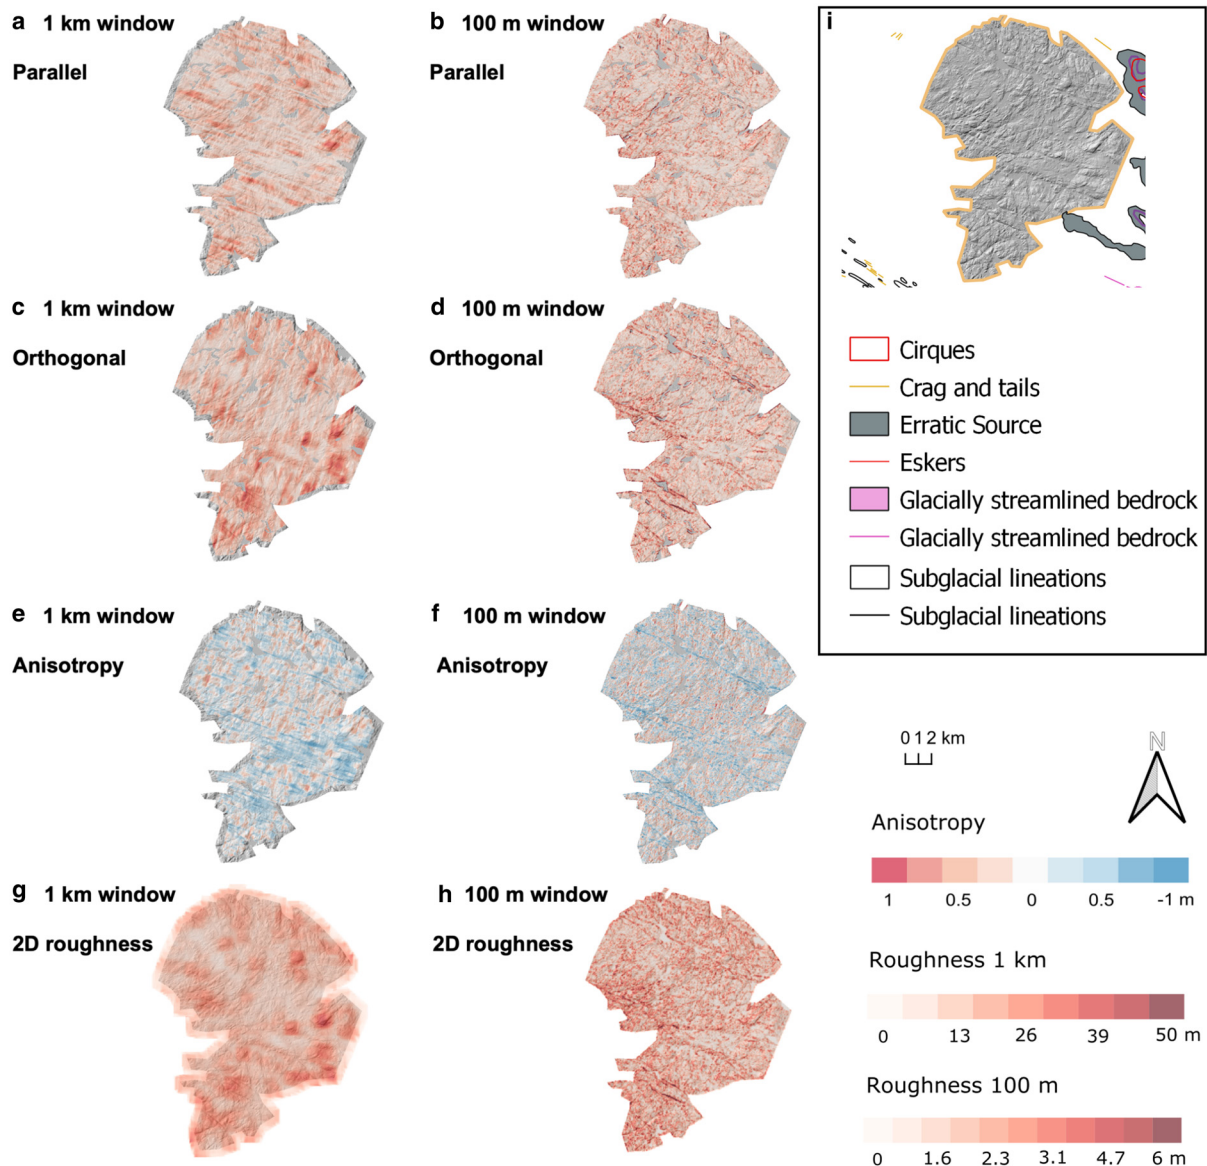 a 1 km window
Parallel
b 100 m window
Parallel
c 1 km window
Orthogonal
d 100 m window
Orthogonal
e 1 km window
Anisotropy
f 100 m window
Anisotropy
g 1 km window
2D roughness
h 100 m window
2D roughness
i
Cirques
Crag and tails
Erratic Source
Eskers
Glacially streamlined bedrock
Glacially streamlined bedrock
Subglacial lineations
Subglacial lineations
0 1 2 km
N
Anisotropy
1 0.5 0 0.5 -1 m
Roughness 1 km
0 13 26 39 50 m
Roughness 100 m
0 1.6 2.3 3.1 4.7 6 m